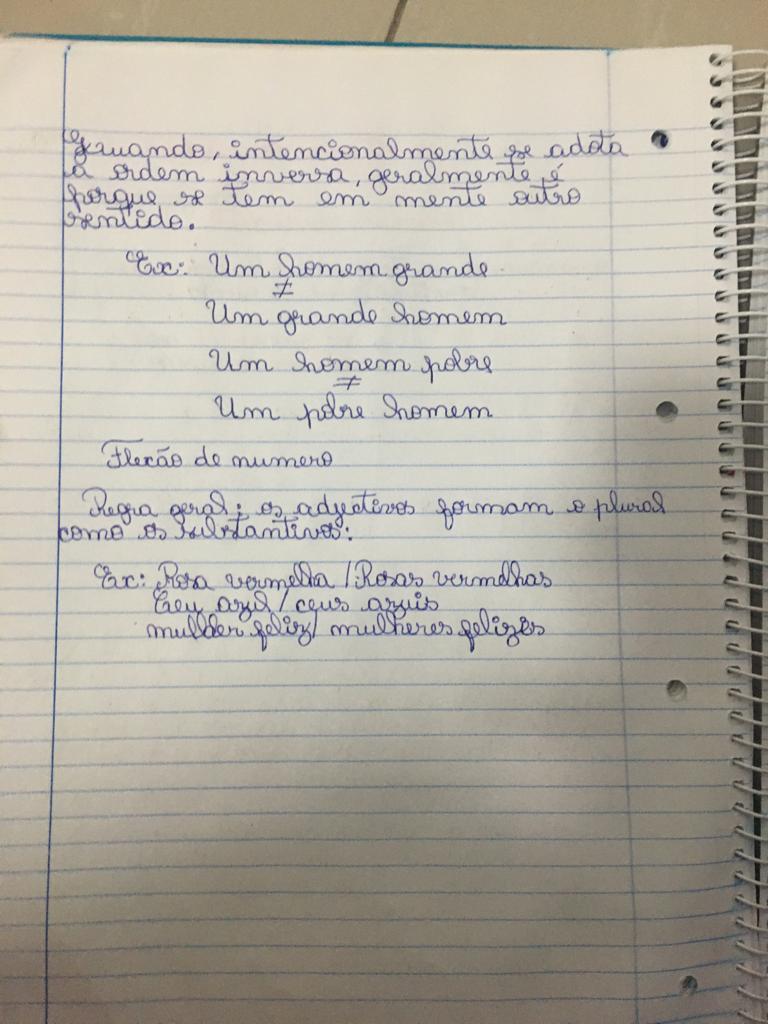 Quando, intencionalmente se adota
a ordem inversa, geralmente é
porque se tem em mente outro
sentido.
Ex: Um homem grande
≠
Um grande homem
Um homem pobre
≠
Um pobre homem
Flexão de numero
Regra geral; os adjetivos formam o plural
como os substantivos:
Ex: Rosa vermelha / Rosas vermelhas
Ceu azul / ceus azuis
mulher feliz / mulheres felizes